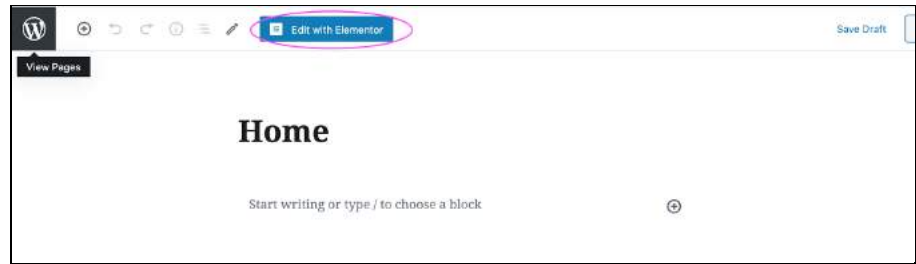 Edit with Elementor
Save Draft
View Pages
Home
Start writing or type / to choose a block